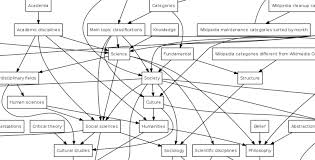 Academia
Categories
Wikipedia cleanup ca
Academic disciplines
Main topic classifications
Knowledge
Wikipedia maintenance categories sorted by month
Science
Fundamental
Wikipedia categories different from Wikimedia C
disciplinary fields
Society
Structure
Human sciences
Culture
Critical theory
Social sciences
Humanities
Belief
Abstraction
Cultural Studies
Sociology
Scientific disciplines
Philosophy